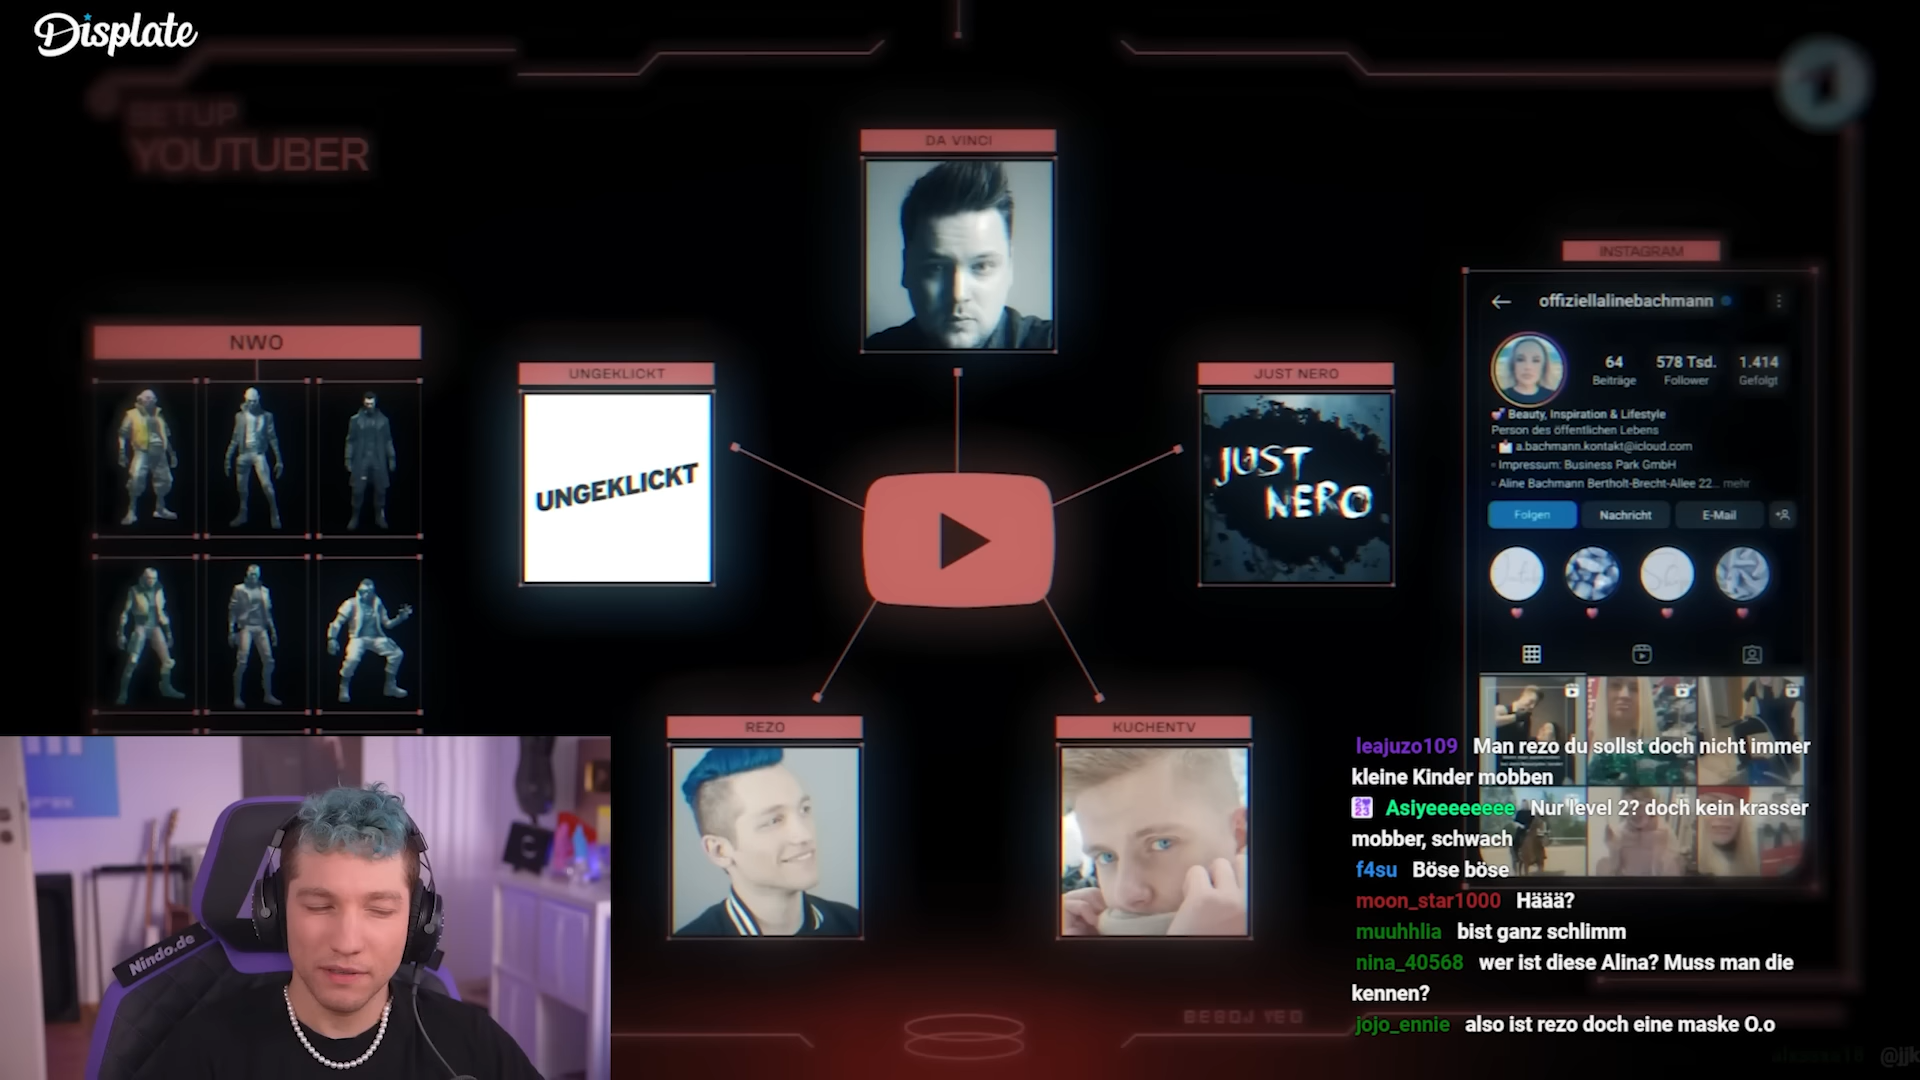 Displate
SETUP
YOUTUBER
DA VINCI
INSTAGRAM
offiziellalinebachmann
NWO
UNGEKLICKT
JUST NERO
64
578 Tsd.
1.414
Beiträge
Follower
Gefolgt
Beauty, Inspiration & Lifestyle
Person des öffentlichen Lebens
a.bachmann.kontakt@icloud.com
Impressum: Business Park GmbH
Aline Bachmann Bertholt-Brecht-Allee 22... mehr
Folgen
Nachricht
E-Mail
UNGEKLICKT
JUST
NERO
REZO
KUCHENTV
leajuzo109 Man rezo du sollst doch nicht immer
kleine Kinder mobben
Asiyeeeeeeee Nur level 2? doch kein krasser
mobber, schwach
f4su Böse böse
moon_star1000 Häää?
muuhhlia bist ganz schlimm
nina_40568 wer ist diese Alina? Muss man die
kennen?
jojo_ennie also ist rezo doch eine maske O.o
@jjk
Nindo.de